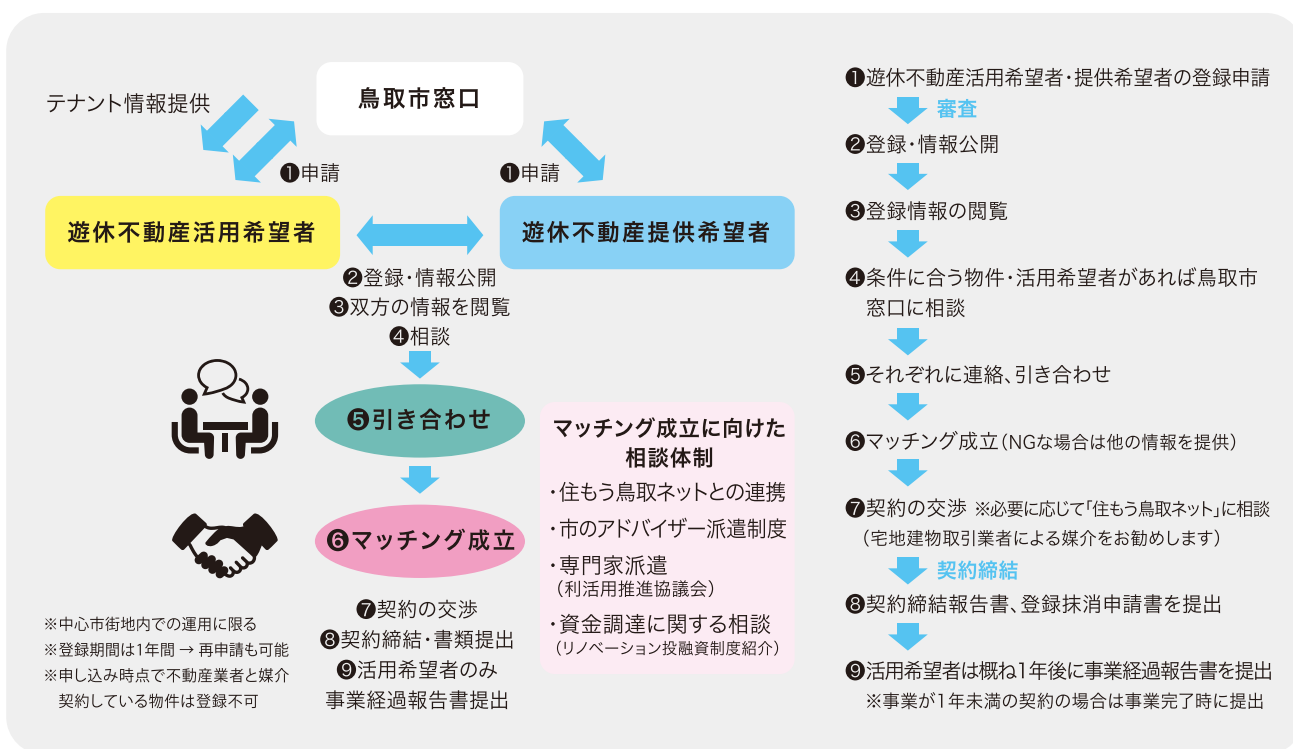 テナント情報提供
鳥取市窓口
❶申請
❶申請
遊休不動産活用希望者
遊休不動産提供希望者
❷登録・情報公開
❸双方の情報を閲覧
❹相談
❺引き合わせ
❻マッチング成立
❼契約の交渉
❽契約締結・書類提出
❾活用希望者のみ
事業経過報告書提出
※中心市街地内での運用に限る
※登録期間は1年間 → 再申請も可能
※申し込み時点で不動産業者と媒介
契約している物件は登録不可
マッチング成立に向けた
相談体制
・住もう鳥取ネットとの連携
・市のアドバイザー派遣制度
・専門家派遣
（利活用推進協議会）
・資金調達に関する相談
（リノベーション投融資制度紹介）
❶遊休不動産活用希望者・提供希望者の登録申請
審査
❷登録・情報公開
❸登録情報の閲覧
❹条件に合う物件・活用希望者があれば鳥取市
窓口に相談
❺それぞれに連絡、引き合わせ
❻マッチング成立（NGな場合は他の情報を提供）
❼契約の交渉 ※必要に応じて「住もう鳥取ネット」に相談
（宅地建物取引業者による媒介をお勧めします）
契約締結
❽契約締結報告書、登録抹消申請書を提出
❾活用希望者は概ね1年後に事業経過報告書を提出
※事業が1年未満の契約の場合は事業完了時に提出